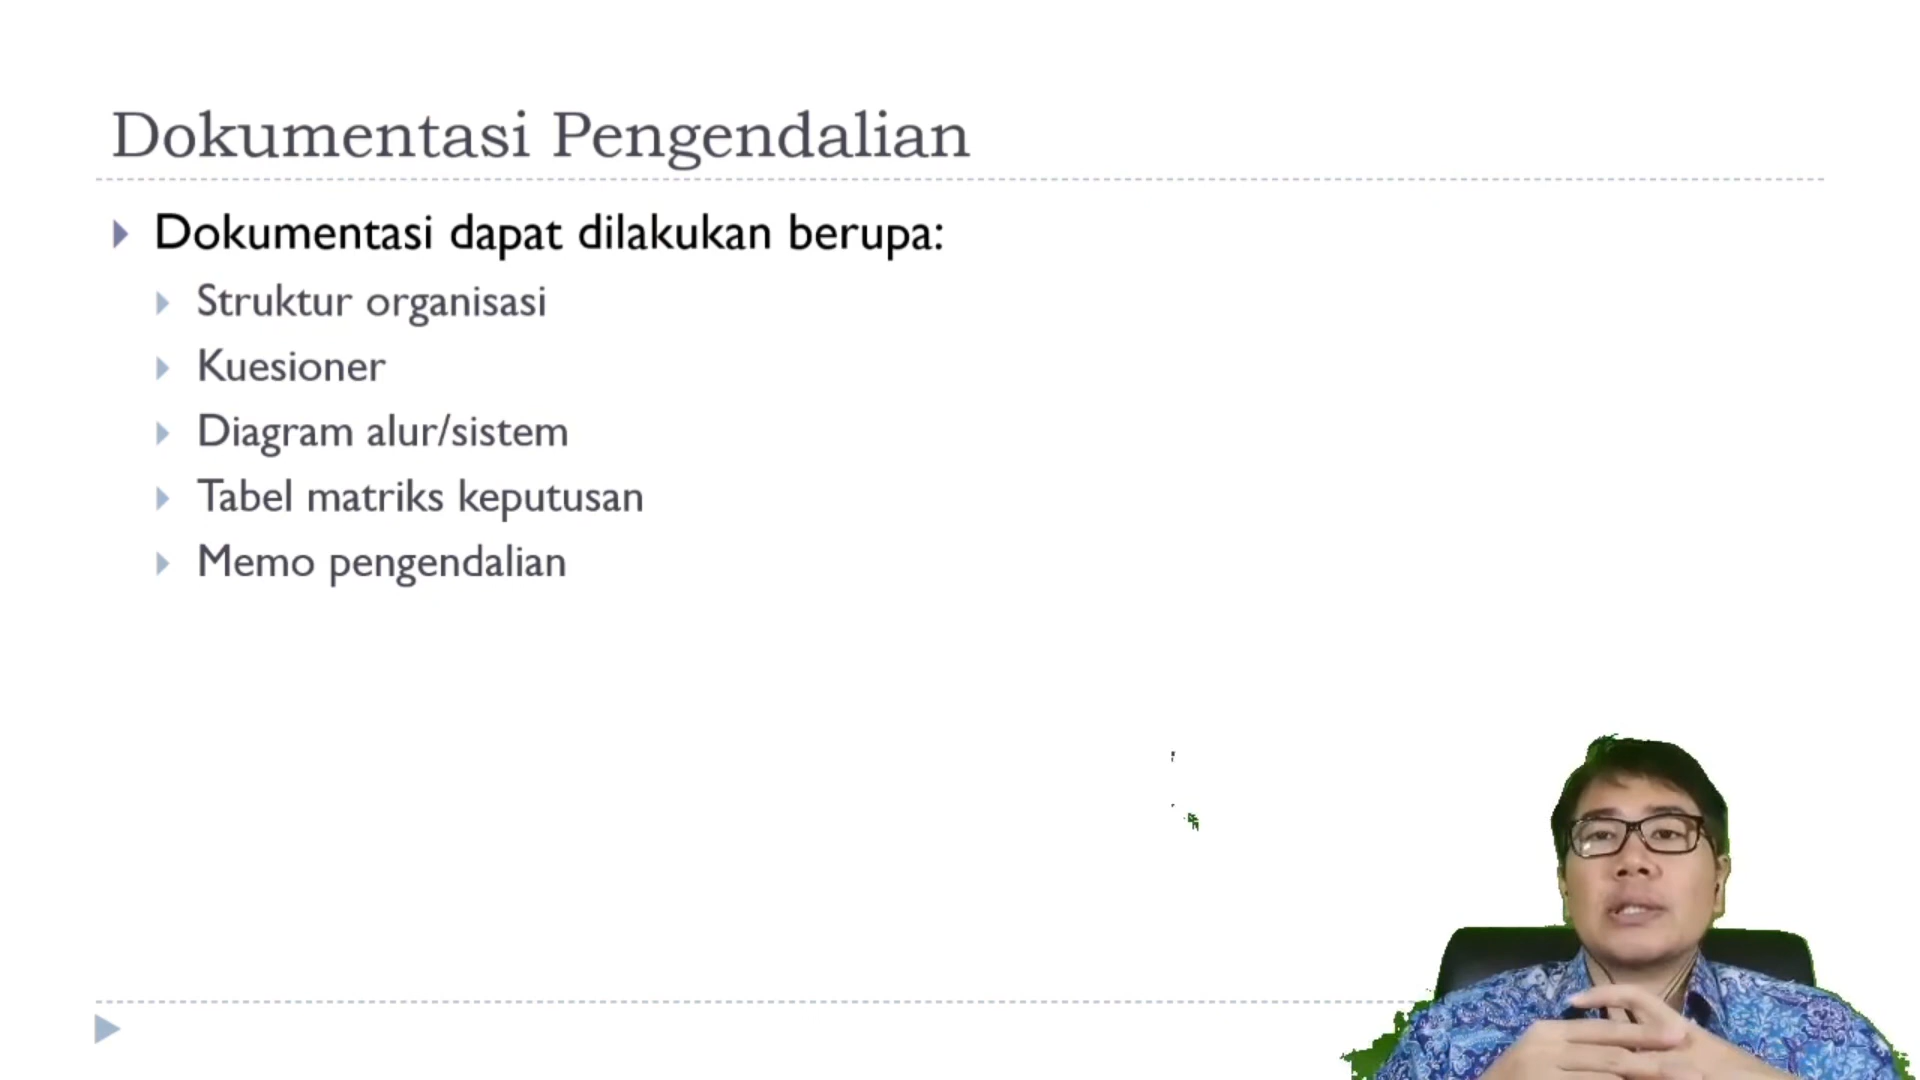 Dokumentasi Pengendalian
Dokumentasi dapat dilakukan berupa:
Struktur organisasi
Kuesioner
Diagram alur/sistem
Tabel matriks keputusan
Memo pengendalian